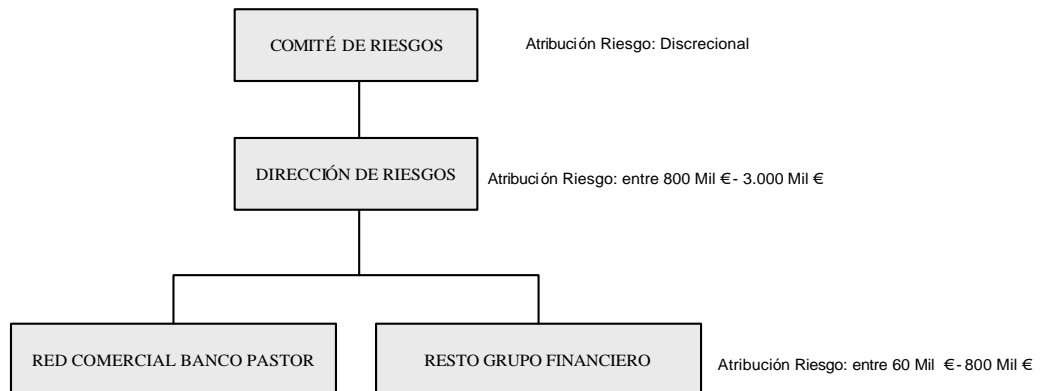 COMITÉ DE RIESGOS
Atribución Riesgo: Discrecional
DIRECCIÓN DE RIESGOS
Atribución Riesgo: entre 800 Mil € - 3.000 Mil €
RED COMERCIAL BANCO PASTOR
RESTO GRUPO FINANCIERO
Atribución Riesgo: entre 60 Mil € - 800 Mil €